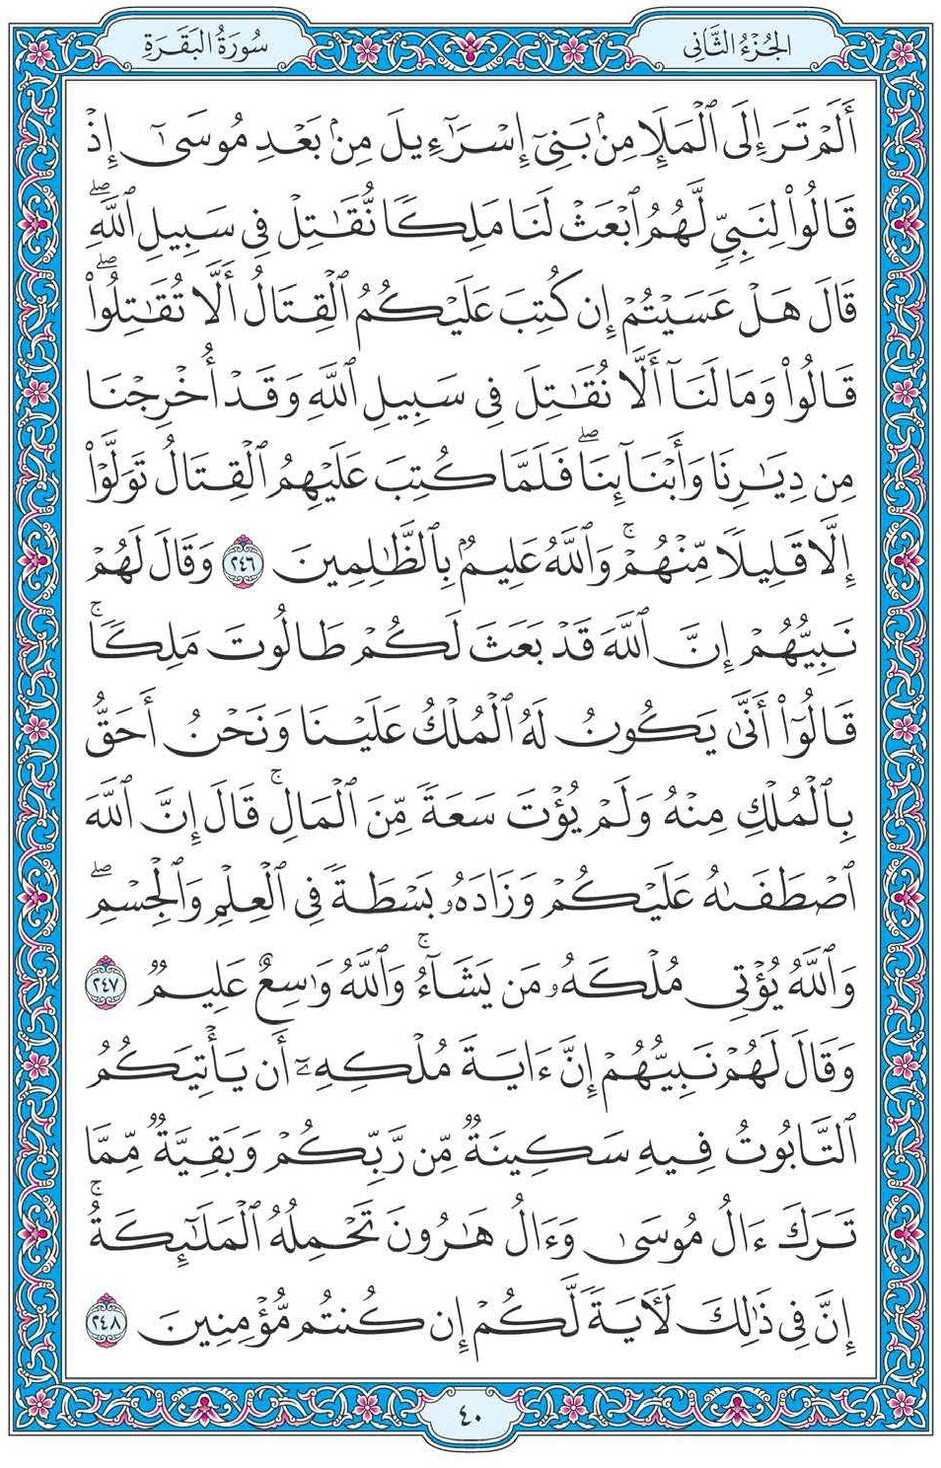 الجُزْءُ الثَّانِي
سُورَةُ البَقَرَةِ
أَلَمْ تَرَ إِلَى ٱلْمَلَإِ مِنۢ بَنِىٓ إِسْرَٰٓءِيلَ مِنۢ بَعْدِ مُوسَىٰٓ إِذْ
قَالُوا۟ لِنَبِىٍّ لَّهُمُ ٱبْعَثْ لَنَا مَلِكًا نُّقَٰتِلْ فِى سَبِيلِ ٱللَّهِۖ
قَالَ هَلْ عَسَيْتُمْ إِن كُتِبَ عَلَيْكُمُ ٱلْقِتَالُ أَلَّا تُقَٰتِلُوا۟ۖ
قَالُوا۟ وَمَا لَنَآ أَلَّا نُقَٰتِلَ فِى سَبِيلِ ٱللَّهِ وَقَدْ أُخْرِجْنَا
مِن دِيَٰرِنَا وَأَبْنَآئِنَاۖ فَلَمَّا كُتِبَ عَلَيْهِمُ ٱلْقِتَالُ تَوَلَّوْا۟
إِلَّا قَلِيلًا مِّنْهُمْۚ وَٱللَّهُ عَلِيمٌۢ بِٱلظَّٰلِمِينَ ٢٤٦ وَقَالَ لَهُمْ
نَبِيُّهُمْ إِنَّ ٱللَّهَ قَدْ بَعَثَ لَكُمْ طَالُوتَ مَلِكًاۚ
قَالُوٓا۟ أَنَّىٰ يَكُونُ لَهُ ٱلْمُلْكُ عَلَيْنَا وَنَحْنُ أَحَقُّ
بِٱلْمُلْكِ مِنْهُ وَلَمْ يُؤْتَ سَعَةً مِّنَ ٱلْمَالِۚ قَالَ إِنَّ ٱللَّهَ
ٱصْطَفَىٰهُ عَلَيْكُمْ وَزَادَهُۥ بَسْطَةً فِى ٱلْعِلْمِ وَٱلْجِسْمِۖ
وَٱللَّهُ يُؤْتِى مُلْكَهُۥ مَن يَشَآءُۚ وَٱللَّهُ وَٰسِعٌ عَلِيمٌ ٢٤٧
وَقَالَ لَهُمْ نَبِيُّهُمْ إِنَّ ءَايَةَ مُلْكِهِۦٓ أَن يَأْتِيَكُمُ
ٱلتَّابُوتُ فِيهِ سَكِينَةٌ مِّن رَّبِّكُمْ وَبَقِيَّةٌ مِّمَّا
تَرَكَ ءَالُ مُوسَىٰ وَءَالُ هَٰرُونَ تَحْمِلُهُ ٱلْمَلَٰٓئِكَةُۚ
إِنَّ فِى ذَٰلِكَ لَءَايَةً لَّكُمْ إِن كُنتُم مُّؤْمِنِينَ ٢٤٨
٤٠